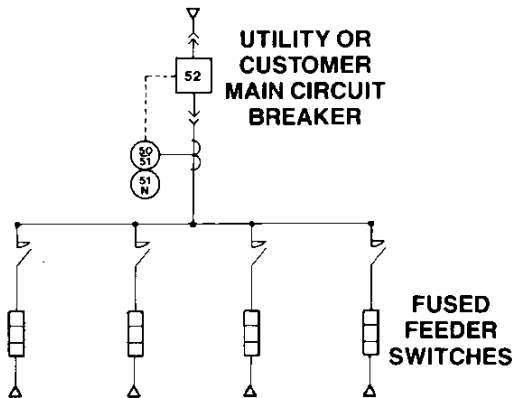 UTILITY OR
CUSTOMER
MAIN CIRCUIT
BREAKER
52
50
51
51
N
FUSED
FEEDER
SWITCHES